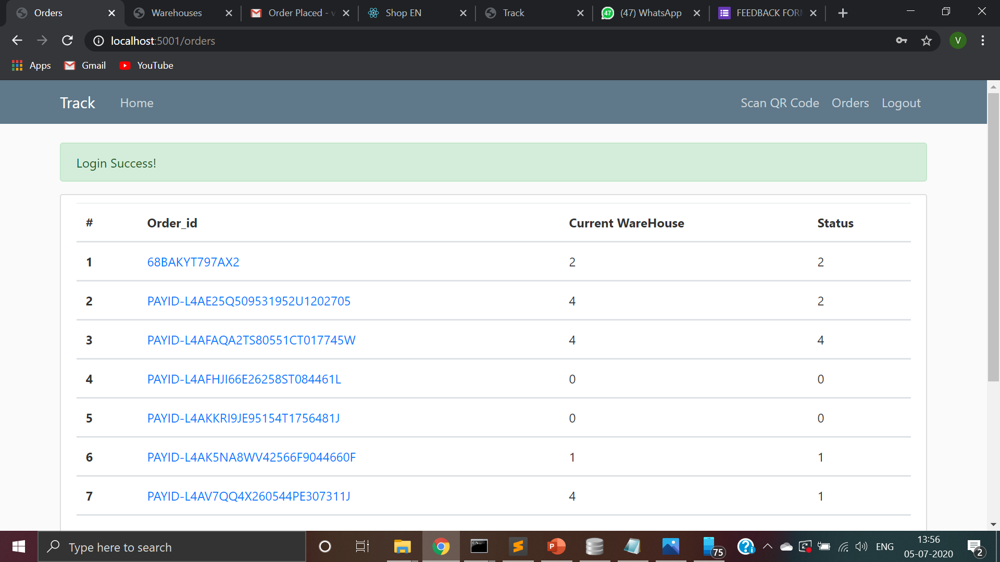 Orders
Warehouses
Order Placed - v
Shop EN
Track
47
(47) WhatsApp
FEEDBACK FORM
localhost:5001/orders
V
Apps
Gmail
YouTube
Track Home Scan QR Code Orders Logout
Login Success!
# Order_id Current WareHouse Status
1 68BAKYT797AX2 2 2
2 PAYID-L4AE25Q509531952U1202705 4 2
3 PAYID-L4AFAQA2TS80551CT017745W 4 4
4 PAYID-L4AFHJI66E26258ST084461L 0 0
5 PAYID-L4AKKRI9JE95154T1756481J 0 0
6 PAYID-L4AK5NA8WV42566F9044660F 1 1
7 PAYID-L4AV7QQ4X260544PE307311J 4 1
Type here to search
P
75
ENG
13:56
05-07-2020
2